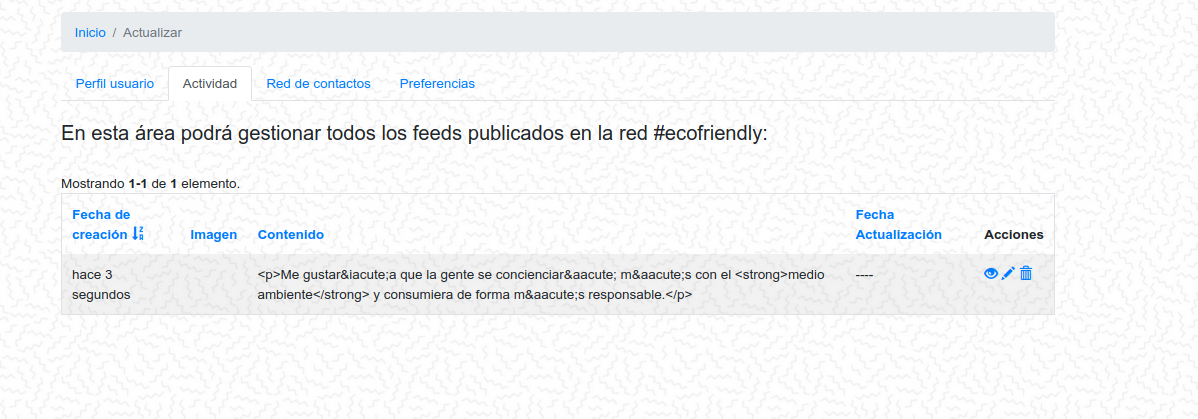 Inicio / Actualizar
Perfil usuario Actividad Red de contactos Preferencias
En esta área podrá gestionar todos los feeds publicados en la red #ecofriendly:
Mostrando 1-1 de 1 elemento.
Fecha de creación Imagen Contenido Fecha Actualización Acciones
hace 3 segundos
<p>Me gustar&iacute;a que la gente se concienciar&aacute; m&aacute;s con el <strong>medio
ambiente</strong> y consumiera de forma m&aacute;s responsable.</p>
----